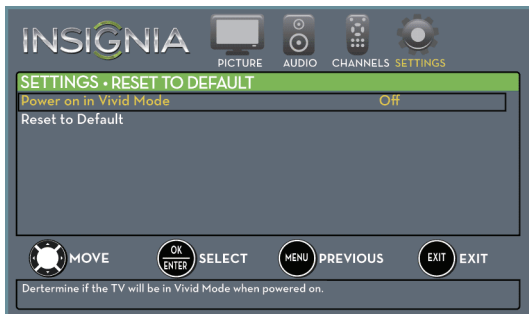 INSIGNIA
PICTURE AUDIO CHANNELS SETTINGS
SETTINGS • RESET TO DEFAULT
Power on in Vivid Mode Off
Reset to Default
MOVE OK ENTER SELECT MENU PREVIOUS EXIT EXIT
Dertermine if the TV will be in Vivid Mode when powered on.